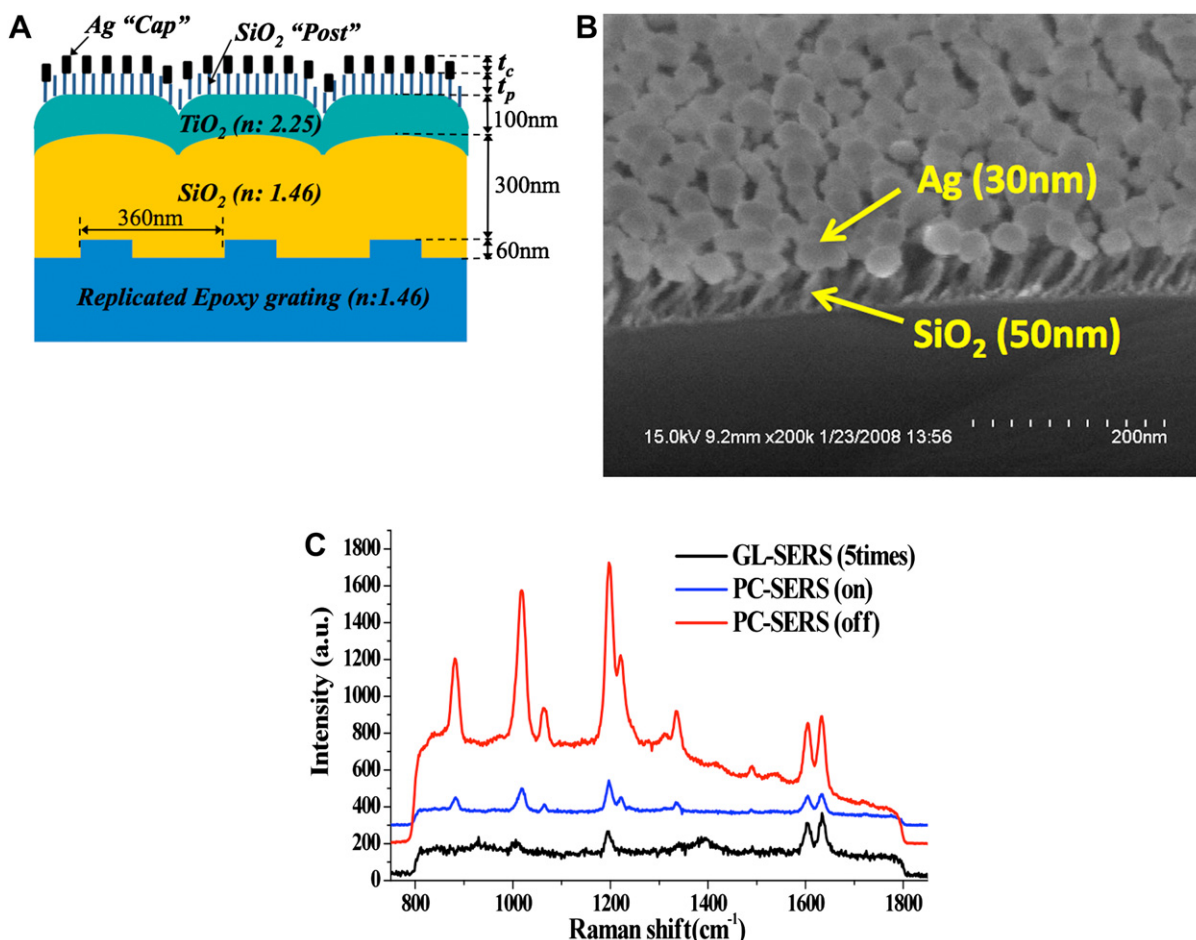 A
Ag “Cap”
SiO₂ “Post”
tc
tp
TiO₂ (n: 2.25)
100nm
SiO₂ (n: 1.46)
300nm
360nm
60nm
Replicated Epoxy grating (n:1.46)
B
Ag (30nm)
SiO₂ (50nm)
15.0kV 9.2mm x200k 1/23/2008 13:56
200nm
C
1800
1600
1400
1200
1000
800
600
400
200
0
Intensity (a.u.)
GL-SERS (5times)
PC-SERS (on)
PC-SERS (off)
800 1000 1200 1400 1600 1800
Raman shift(cm⁻¹)